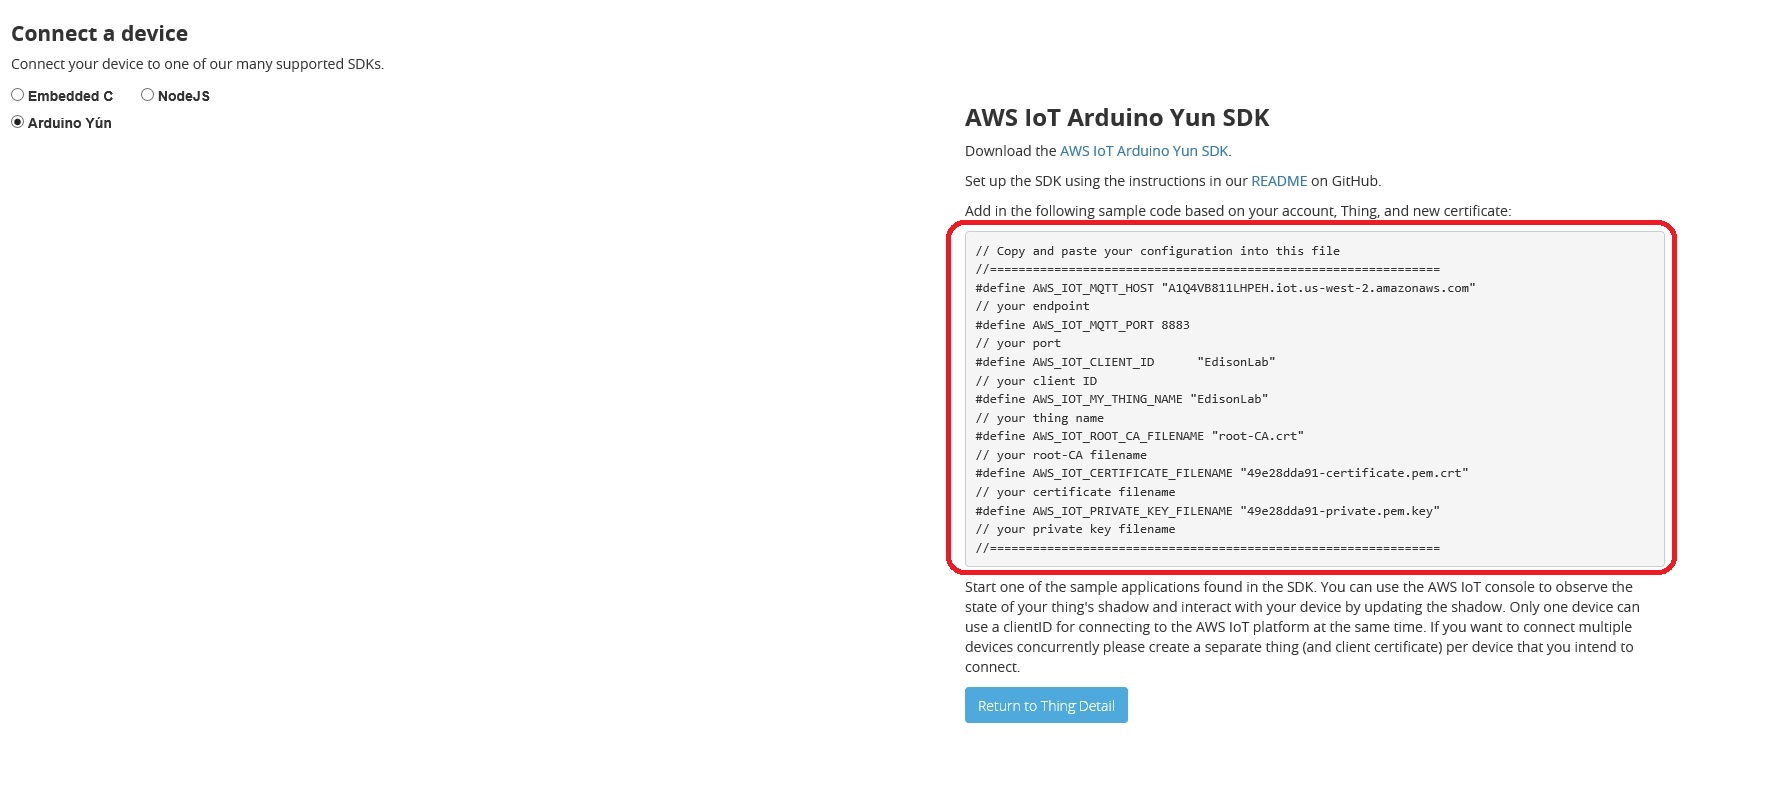 Connect a device
Connect your device to one of our many supported SDKs.
Embedded C NodeJS
Arduino Yún
AWS IoT Arduino Yun SDK
Download the AWS IoT Arduino Yun SDK.
Set up the SDK using the instructions in our README on GitHub.
Add in the following sample code based on your account, Thing, and new certificate:
// Copy and paste your configuration into this file
//===============================================================
#define AWS_IOT_MQTT_HOST "A1Q4VB811LHPEH.iot.us-west-2.amazonaws.com"
// your endpoint
#define AWS_IOT_MQTT_PORT 8883
// your port
#define AWS_IOT_CLIENT_ID      "EdisonLab"
// your client ID
#define AWS_IOT_MY_THING_NAME "EdisonLab"
// your thing name
#define AWS_IOT_ROOT_CA_FILENAME "root-CA.crt"
// your root-CA filename
#define AWS_IOT_CERTIFICATE_FILENAME "49e28dda91-certificate.pem.crt"
// your certificate filename
#define AWS_IOT_PRIVATE_KEY_FILENAME "49e28dda91-private.pem.key"
// your private key filename
//===============================================================
Start one of the sample applications found in the SDK. You can use the AWS IoT console to observe the
state of your thing's shadow and interact with your device by updating the shadow. Only one device can
use a clientID for connecting to the AWS IoT platform at the same time. If you want to connect multiple
devices concurrently please create a separate thing (and client certificate) per device that you intend to
connect.
Return to Thing Detail